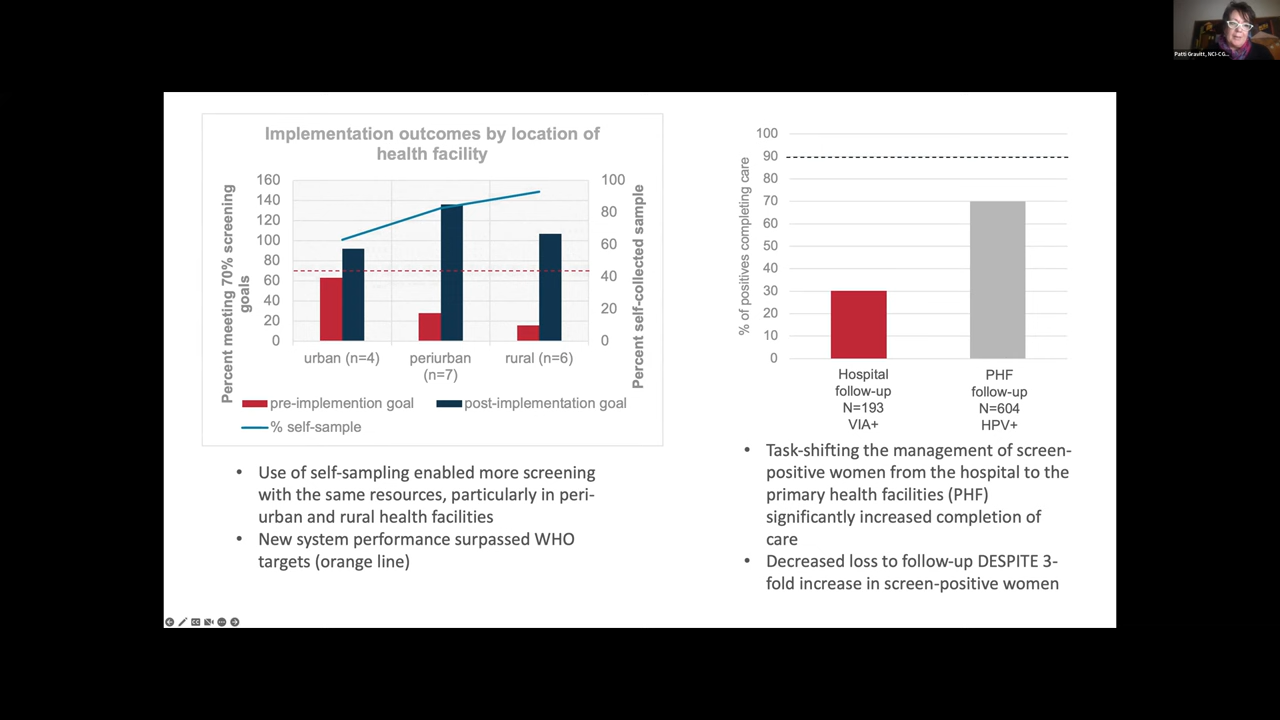 Patti Gravitt, NCI-CG...
Implementation outcomes by location of
health facility
Percent meeting 70% screening
goals
160
140
120
100
80
60
40
20
0
100
80
60
40
20
0
Percent self-collected sample
urban (n=4)
periurban
(n=7)
rural (n=6)
pre-implemention goal
post-implementation goal
% self-sample
• Use of self-sampling enabled more screening
with the same resources, particularly in peri-
urban and rural health facilities
• New system performance surpassed WHO
targets (orange line)
% of positives completing care
100
90
80
70
60
50
40
30
20
10
0
Hospital
follow-up
N=193
VIA+
PHF
follow-up
N=604
HPV+
• Task-shifting the management of screen-
positive women from the hospital to the
primary health facilities (PHF)
significantly increased completion of
care
• Decreased loss to follow-up DESPITE 3-
fold increase in screen-positive women